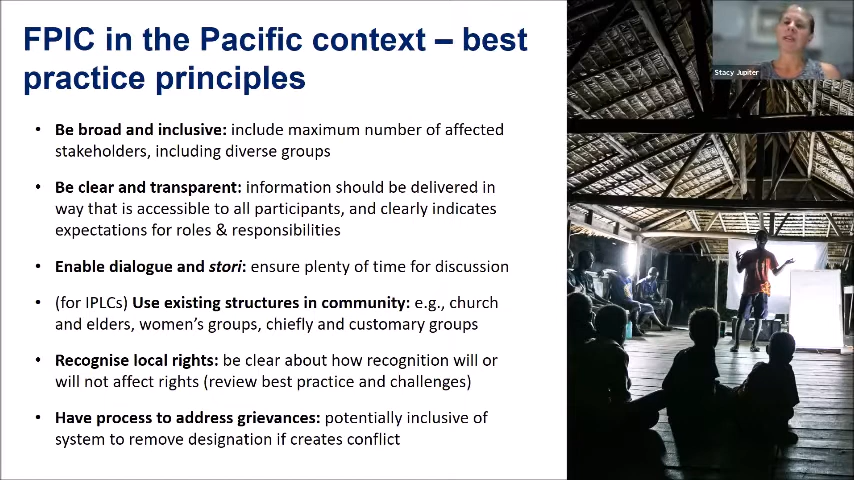 FPIC in the Pacific context – best
practice principles
Stacy Jupiter
• Be broad and inclusive: include maximum number of affected
stakeholders, including diverse groups
• Be clear and transparent: information should be delivered in
way that is accessible to all participants, and clearly indicates
expectations for roles & responsibilities
• Enable dialogue and stori: ensure plenty of time for discussion
• (for IPLCs) Use existing structures in community: e.g., church
and elders, women’s groups, chiefly and customary groups
• Recognise local rights: be clear about how recognition will or
will not affect rights (review best practice and challenges)
• Have process to address grievances: potentially inclusive of
system to remove designation if creates conflict